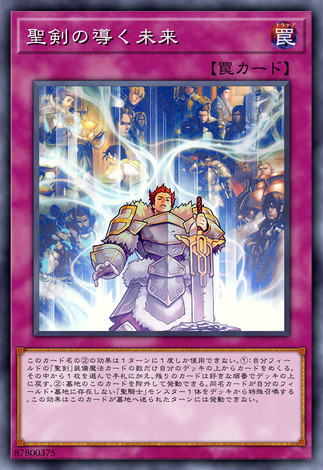 聖剣の導く未来
トラップ
罠
【罠カード】
このカード名の②の効果は１ターンに１度しか使用できない。①:自分フィ
ールドの「聖剣」装備魔法カードの数だけ自分のデッキの上からカードをめくる。
その中から１枚を選んで手札に加え、残りのカードは好きな順番でデッキの上
に戻す。②:墓地のこのカードを除外して発動できる。同名カードが自分のフィー
ルド・墓地に存在しない「聖騎士」モンスター１体をデッキから特殊召喚する
。この効果はこのカードが墓地へ送られたターンには発動できない。
87800375